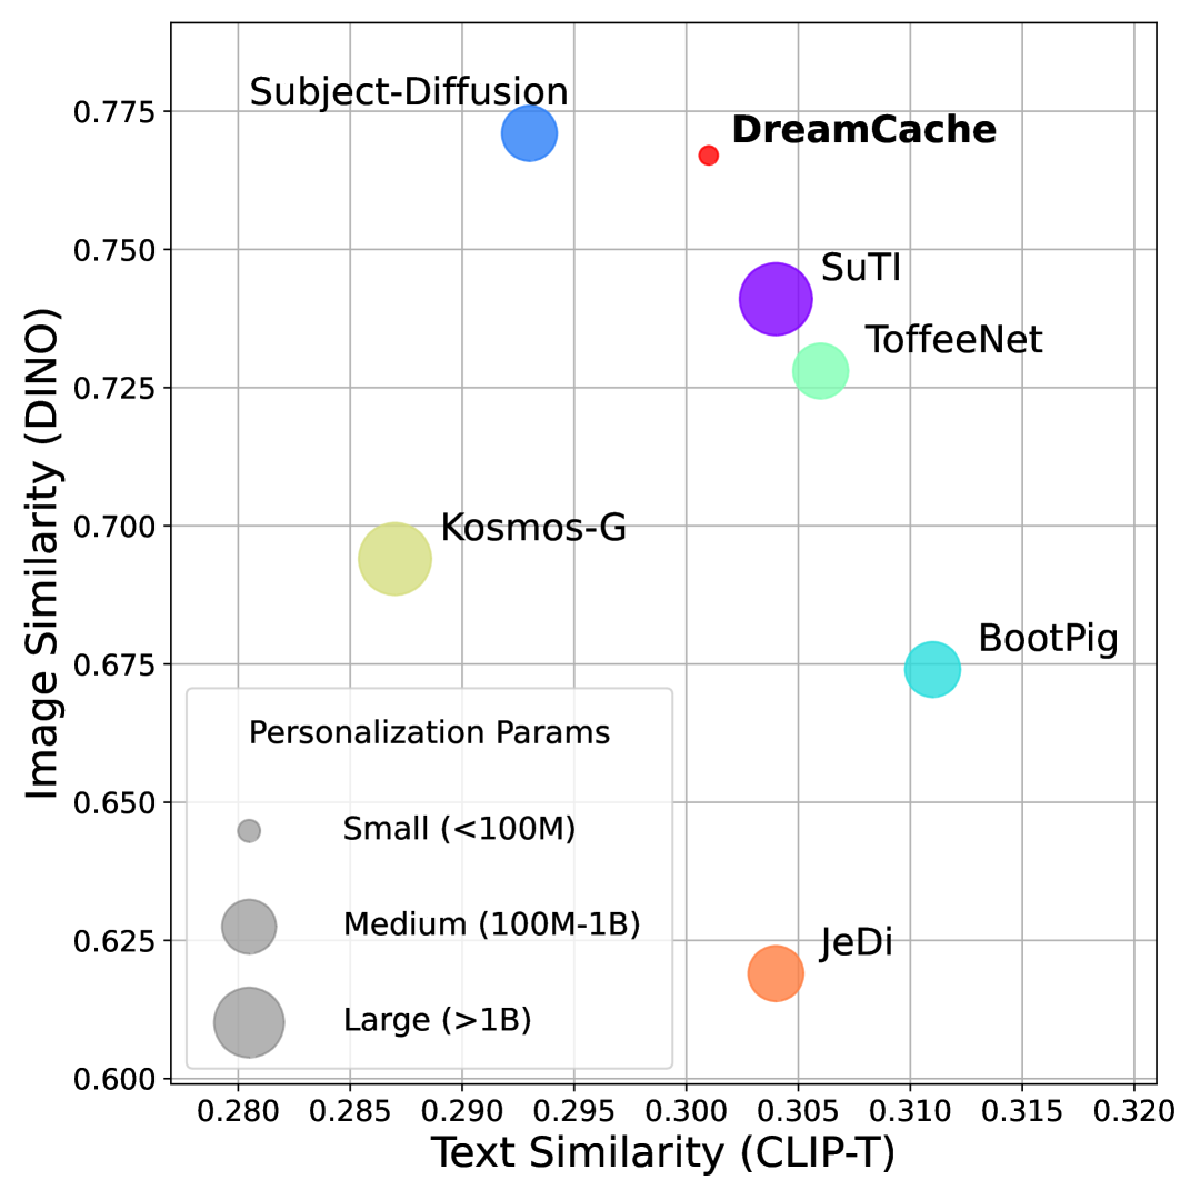 Subject-Diffusion
DreamCache
SuTI
ToffeeNet
Kosmos-G
BootPig
JeDi
Personalization Params
Small (<100M)
Medium (100M-1B)
Large (>1B)
Image Similarity (DINO)
0.775
0.750
0.725
0.700
0.675
0.650
0.625
0.600
0.280 0.285 0.290 0.295 0.300 0.305 0.310 0.315 0.320
Text Similarity (CLIP-T)